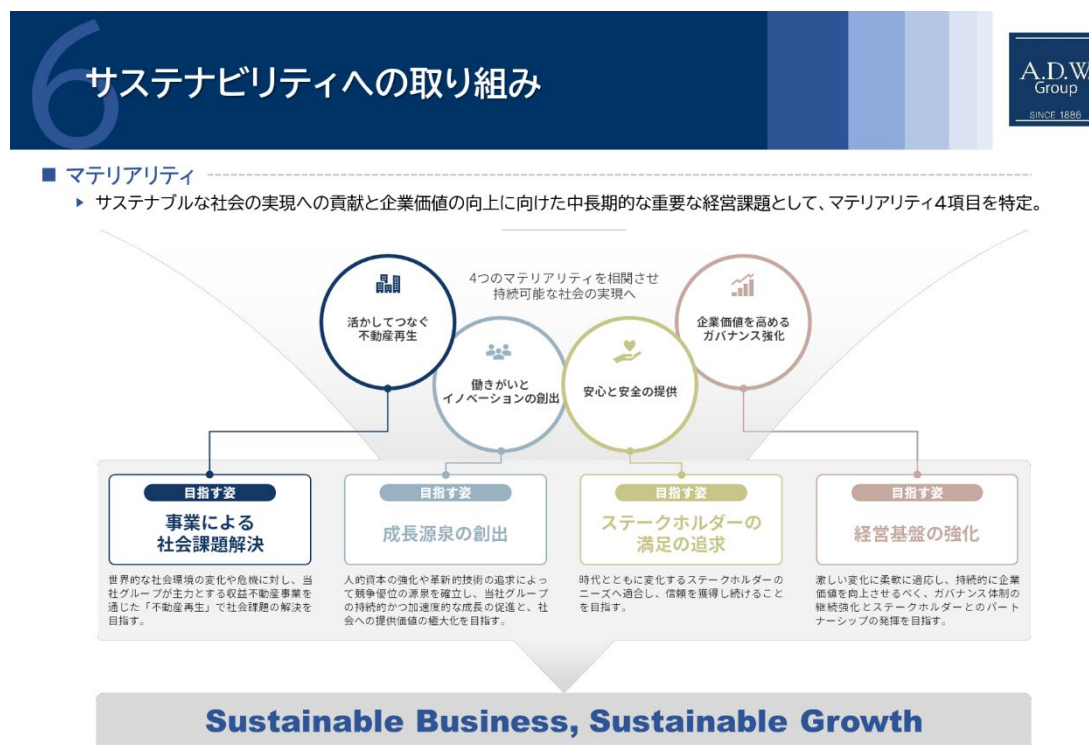 6
サステナビリティへの取り組み
A.D.W.
Group
SINCE 1886
■ マテリアリティ
▶ サステナブルな社会の実現への貢献と企業価値の向上に向けた中長期的な重要な経営課題として、マテリアリティ4項目を特定。
4つのマテリアリティを相関させ
持続可能な社会の実現へ
活かしてつなぐ
不動産再生
働きがいと
イノベーションの創出
安心と安全の提供
企業価値を高める
ガバナンス強化
目指す姿
事業による
社会課題解決
世界的な社会環境の変化や危機に対し、当
社グループが主力とする収益不動産事業を
通じた「不動産再生」で社会課題の解決を
目指す。
目指す姿
成長源泉の創出
人的資本の強化や革新的技術の追求によっ
て競争優位の源泉を確立し、当社グループ
の持続的かつ加速度的な成長の促進と、社
会への提供価値の極大化を目指す。
目指す姿
ステークホルダーの
満足の追求
時代とともに変化するステークホルダーの
ニーズへ適合し、信頼を獲得し続けること
を目指す。
目指す姿
経営基盤の強化
激しい変化に柔軟に適応し、持続的に企業
価値を向上させるべく、ガバナンス体制の
継続強化とステークホルダーとのパート
ナーシップの発揮を目指す。
Sustainable Business, Sustainable Growth